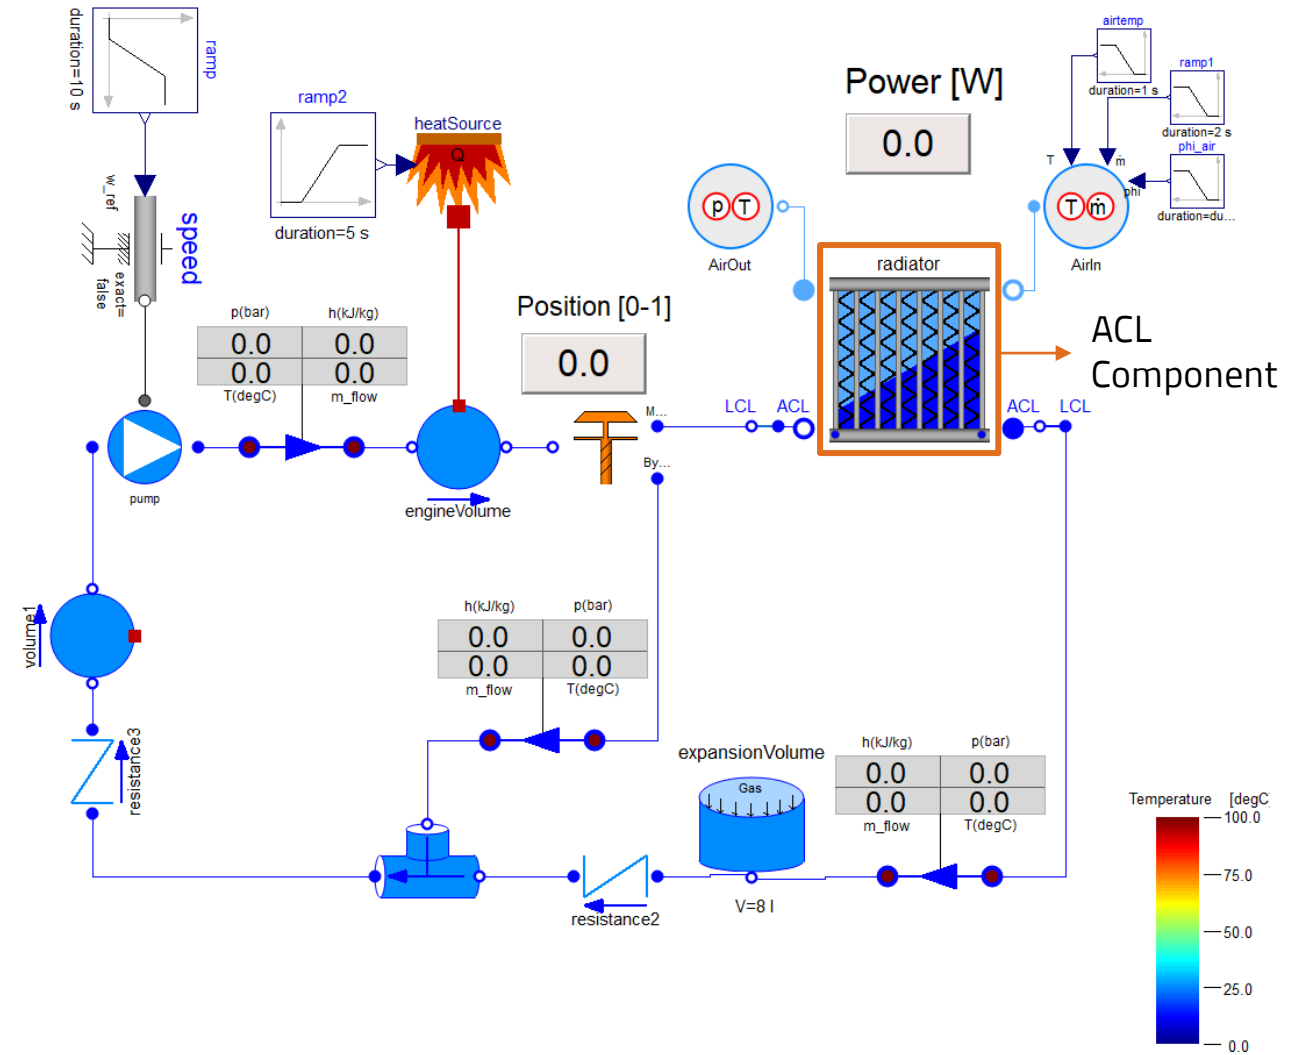 duration=10 s
ramp
ramp2
duration=5 s
heatSource
Q
Power [W]
0.0
airtemp
duration=1 s
ramp1
duration=2 s
phi_air
duration=du...
T
ṁ
phi
T ṁ
AirIn
p T
AirOut
w_ref
speed
exact=
false
p(bar) h(kJ/kg)
0.0 0.0
0.0 0.0
T(degC) m_flow
Position [0-1]
0.0
radiator
ACL
Component
M...
By...
LCL ACL
ACL LCL
pump
engineVolume
volume1
h(kJ/kg) p(bar)
0.0 0.0
0.0 0.0
m_flow T(degC)
resistance3
expansionVolume
Gas
V=8 l
h(kJ/kg) p(bar)
0.0 0.0
0.0 0.0
m_flow T(degC)
resistance2
Temperature [degC
100.0
75.0
50.0
25.0
0.0